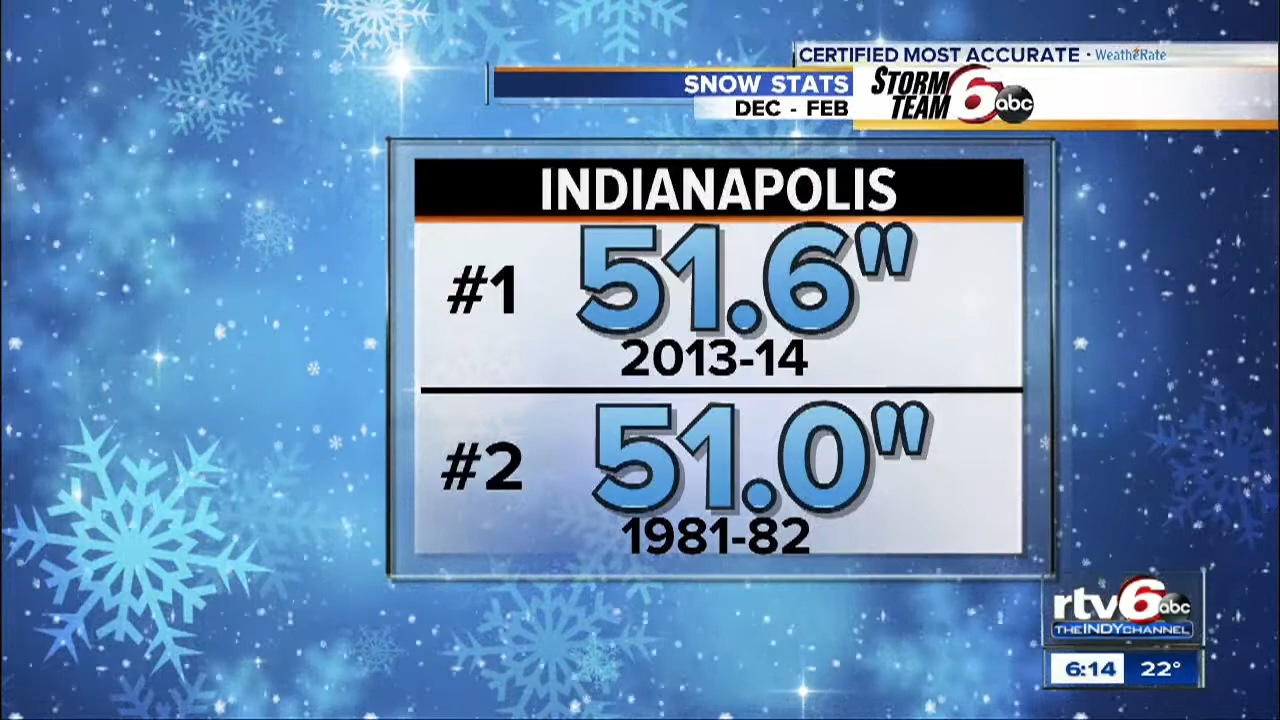 CERTIFIED MOST ACCURATE • WeatheRate
SNOW STATS
DEC - FEB
STORM
TEAM 6 abc
INDIANAPOLIS
#1 51.6"
2013-14
#2 51.0"
1981-82
rtv6 abc
THE INDY CHANNEL
6:14 22°